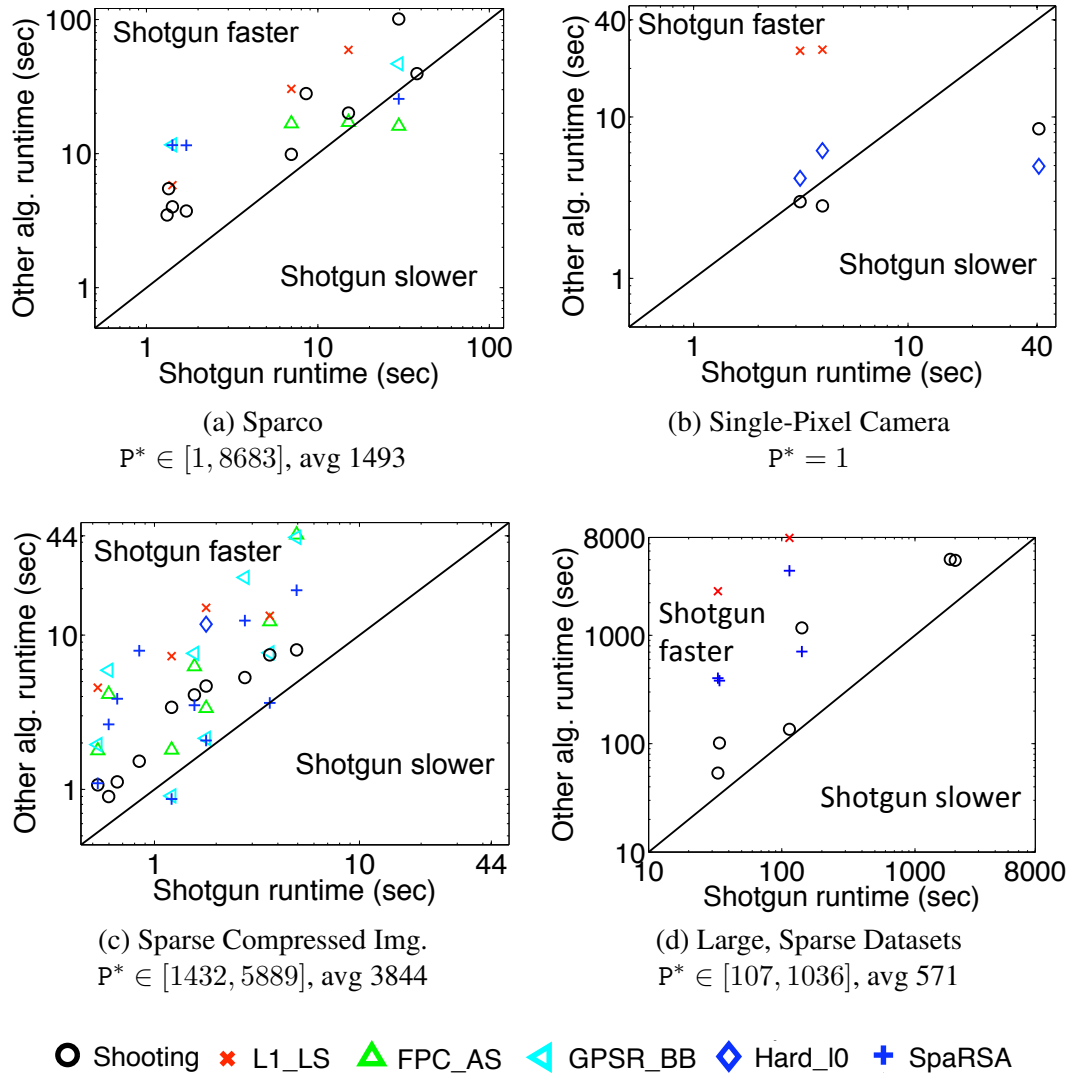 Other alg. runtime (sec)
100
10
1
Shotgun faster
Shotgun slower
1 10 100
Shotgun runtime (sec)
(a) Sparco
P* ∈ [1, 8683], avg 1493
Other alg. runtime (sec)
40
10
1
Shotgun faster
Shotgun slower
1 10 40
Shotgun runtime (sec)
(b) Single-Pixel Camera
P* = 1
Other alg. runtime (sec)
44
10
1
Shotgun faster
Shotgun slower
1 10 44
Shotgun runtime (sec)
(c) Sparse Compressed Img.
P* ∈ [1432, 5889], avg 3844
Other alg. runtime (sec)
8000
1000
100
10
Shotgun
faster
Shotgun slower
10 100 1000 8000
Shotgun runtime (sec)
(d) Large, Sparse Datasets
P* ∈ [107, 1036], avg 571
Shooting L1_LS FPC_AS GPSR_BB Hard_l0 SpaRSA